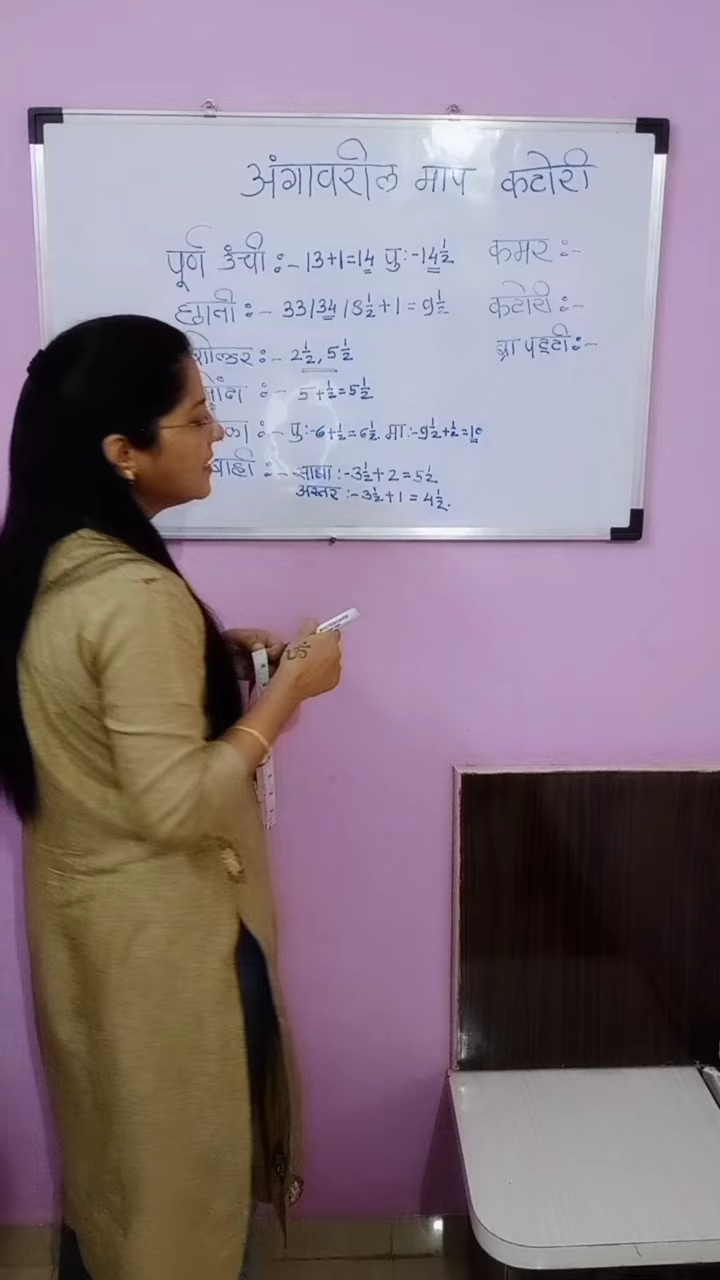 अंगावरील माप कटोरी
पूर्ण उंची :- 13+1=14 पु:-14½ कमर :-
छाती :- 33/34/8½+1=9½ कटोरी :-
शोल्डर :- 2½, 5½ ब्रा पट्टी :-
:- 5+½=5½
:- पु:-6+½=6½ मा:-9½+½=10
बाही :- साधा :-3½+2=5½
अस्तर :-3½+1=4½.